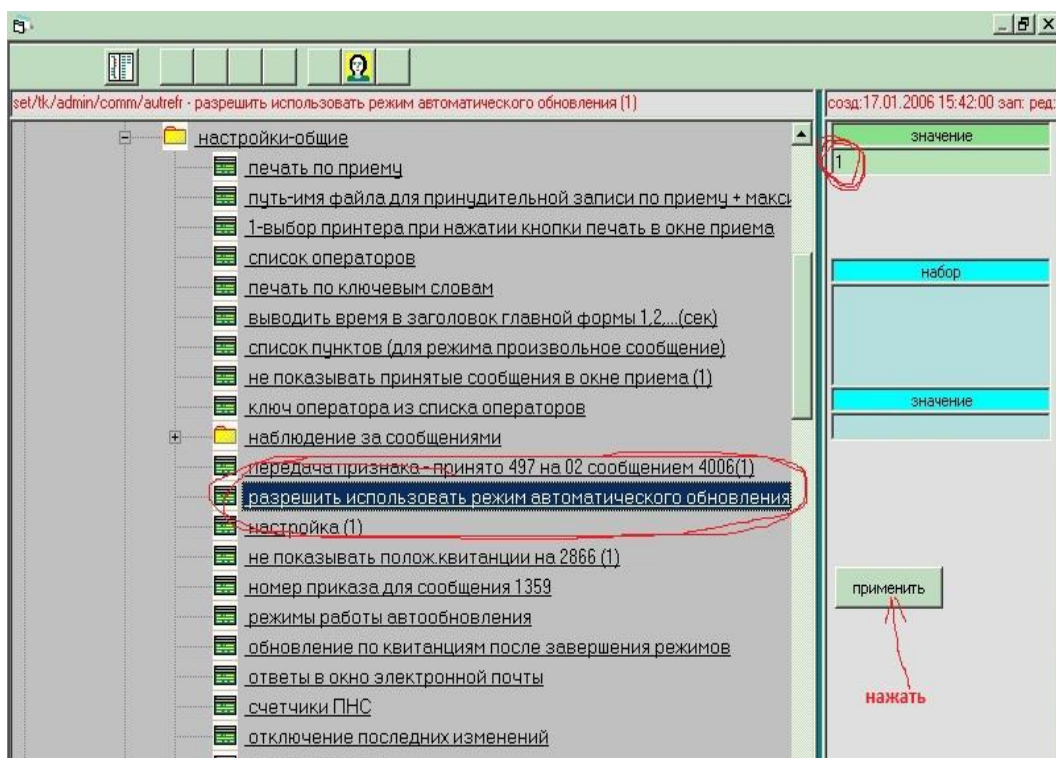 set/tk/admin/comm/autrefr - разрешить использовать режим автоматического обновления (1)
созд:17.01.2006 15:42:00 зап: ред:
настройки-общие
печать по приему
путь-имя файла для принудительной записи по приему + макси
1-выбор принтера при нажатии кнопки печать в окне приема
список операторов
печать по ключевым словам
выводить время в заголовок главной формы 1,2,...(сек)
список пунктов (для режима произвольное сообщение)
не показывать принятые сообщения в окне приема (1)
ключ оператора из списка операторов
наблюдение за сообщениями
передача признака - принято 497 на 02 сообщением 4006(1)
разрешить использовать режим автоматического обновления
настройка (1)
не показывать полож.квитанции на 2866 (1)
номер приказа для сообщения 1359
режимы работы автообновления
обновление по квитанциям после завершения режимов
ответы в окно электронной почты
счетчики ПНС
отключение последних изменений
значение
1
набор
значение
применить
нажать